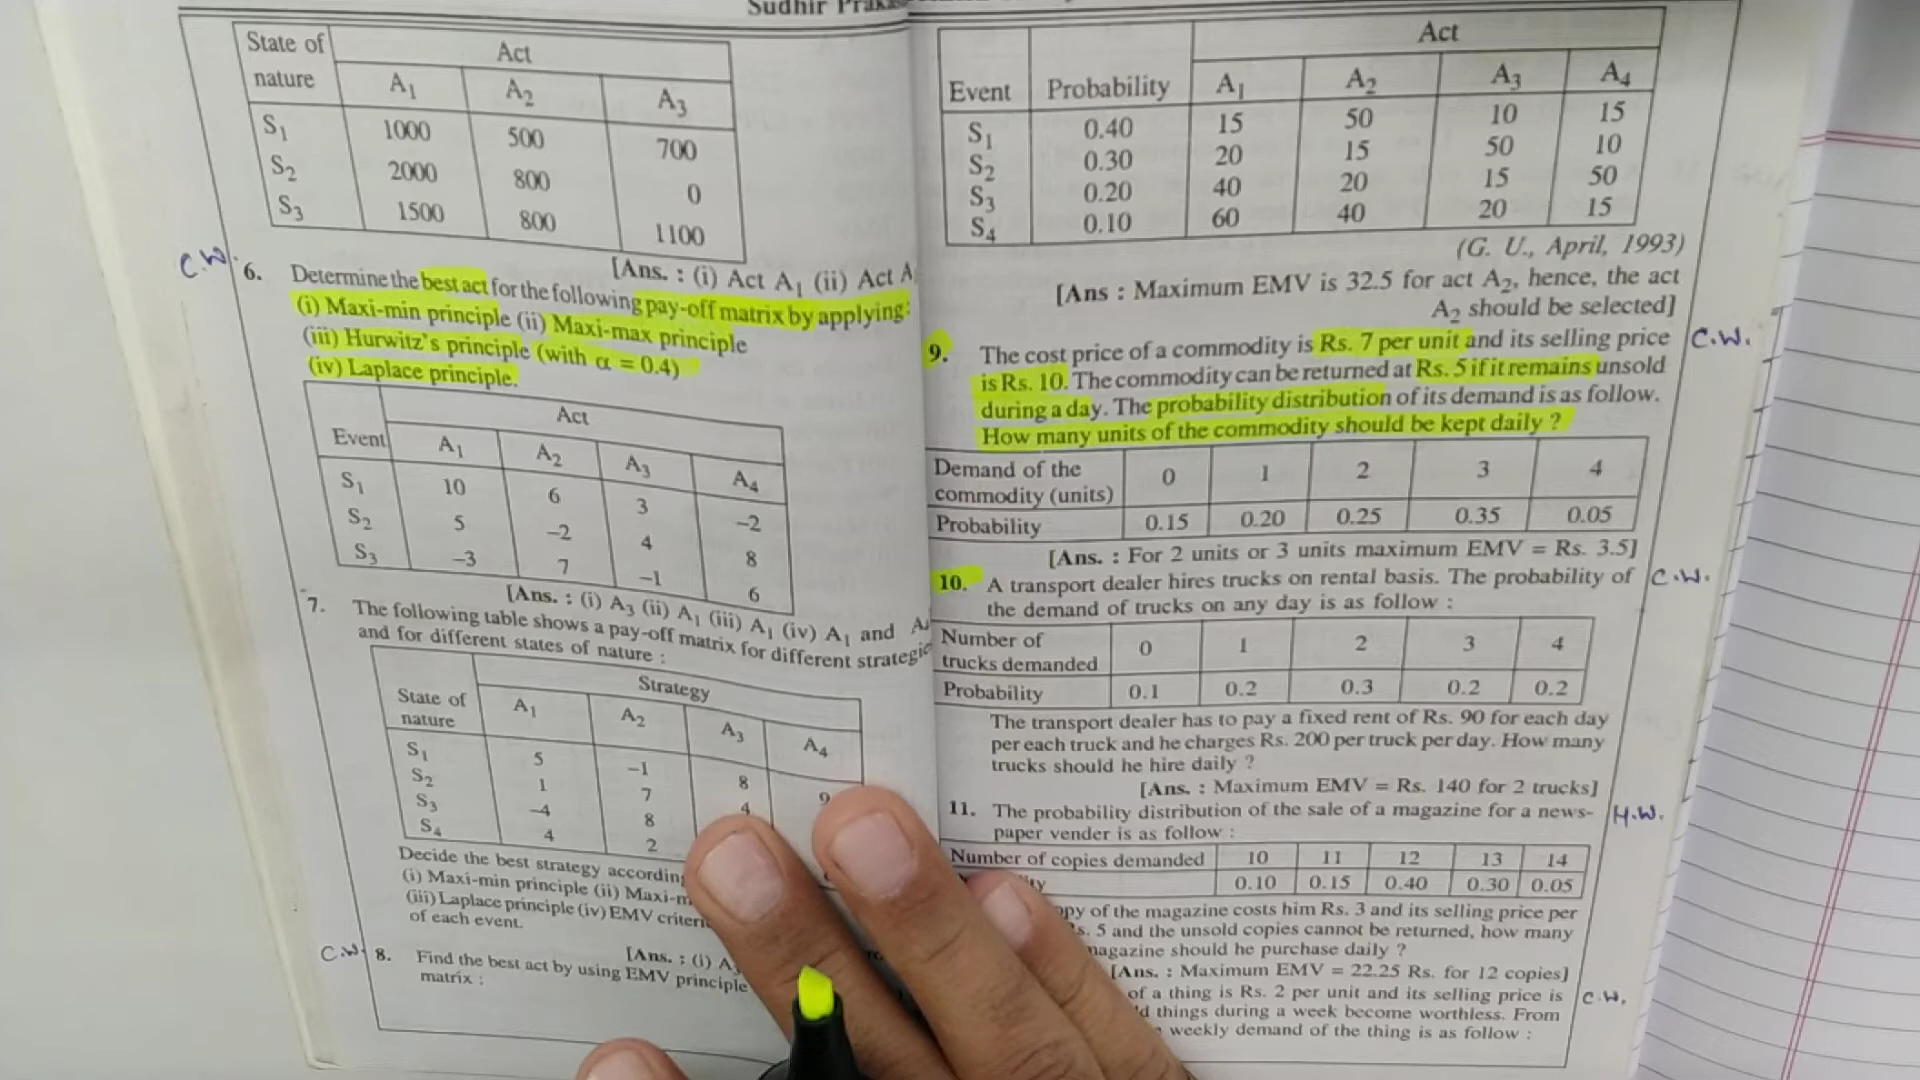 Sudhir
State of
nature
Act
A1 A2 A3
S1 1000 500 700
S2 2000 800 0
S3 1500 800 1100
[Ans. : (i) Act A1 (ii) Act A
C.W. 6. Determine the best act for the following pay-off matrix by applying:
(i) Maxi-min principle (ii) Maxi-max principle
(iii) Hurwitz's principle (with α = 0.4)
(iv) Laplace principle.
Act
Event A1 A2 A3 A4
S1 10 6 3 -2
S2 5 -2 4 8
S3 -3 7 -1 6
[Ans. : (i) A3 (ii) A1 (iii) A1 (iv) A1 and
7. The following table shows a pay-off matrix for different
and for different states of nature :
State of
nature
Strategy
A1 A2 A3 A4
S1 5 -1 8 9
S2 1 7 4
S3 -4 8
S4 4 2
Decide the best strategy
(i) Maxi-min principle (ii)
(iii) Laplace principle (iv) EMV
of each event.
[Ans. : (i)
C.W. 8. Find the best act by using EMV principle
matrix :
Act
Event Probability A1 A2 A3 A4
S1 0.40 15 50 10 15
S2 0.30 20 15 50 10
S3 0.20 40 20 15 50
S4 0.10 60 40 20 15
(G. U., April, 1993)
[Ans : Maximum EMV is 32.5 for act A2, hence, the act
A2 should be selected]
9. The cost price of a commodity is Rs. 7 per unit and its selling price C.W.
is Rs. 10. The commodity can be returned at Rs. 5 if it remains unsold
during a day. The probability distribution of its demand is as follow.
How many units of the commodity should be kept daily ?
Demand of the
commodity (units) 0 1 2 3 4
Probability 0.15 0.20 0.25 0.35 0.05
[Ans. : For 2 units or 3 units maximum EMV = Rs. 3.5]
10. A transport dealer hires trucks on rental basis. The probability of C.W.
the demand of trucks on any day is as follow :
Number of
trucks demanded 0 1 2 3 4
Probability 0.1 0.2 0.3 0.2 0.2
The transport dealer has to pay a fixed rent of Rs. 90 for each day
per each truck and he charges Rs. 200 per truck per day. How many
trucks should he hire daily ?
[Ans. : Maximum EMV = Rs. 140 for 2 trucks]
11. The probability distribution of the sale of a magazine for a news- H.W.
paper vender is as follow :
Number of copies demanded 10 11 12 13 14
0.10 0.15 0.40 0.30 0.05
of the magazine costs him Rs. 3 and its selling price per
5 and the unsold copies cannot be returned, how many
should he purchase daily ?
[Ans. : Maximum EMV = 22.25 Rs. for 12 copies]
of a thing is Rs. 2 per unit and its selling price is C.W.
things during a week become worthless. From
weekly demand of the thing is as follow :